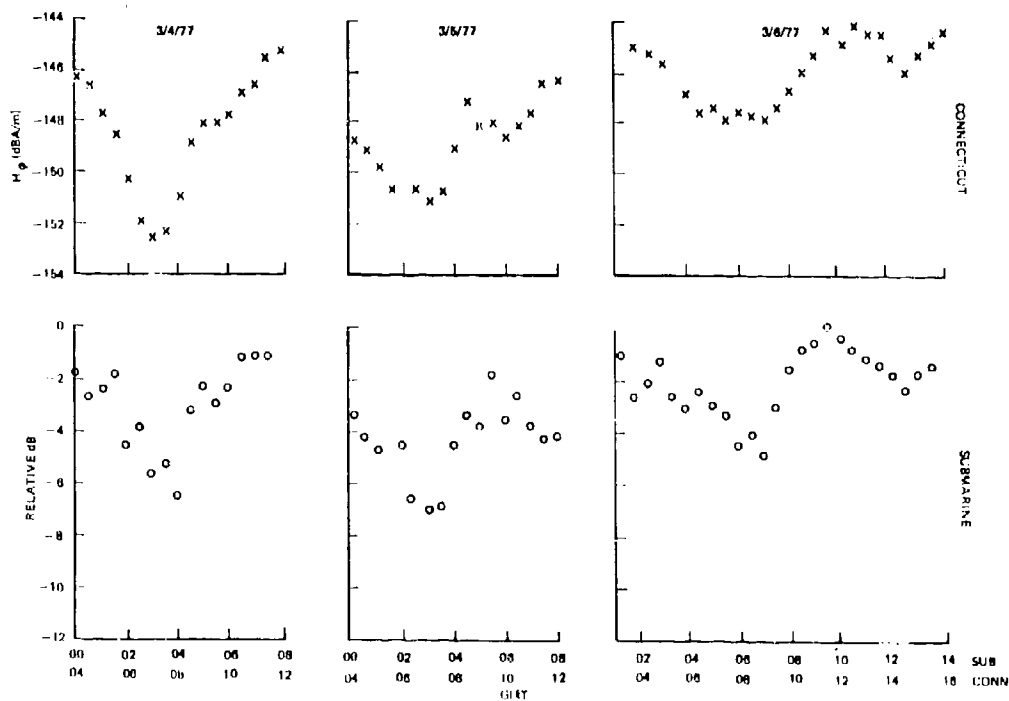 3/4/77
3/5/77
3/6/77
-144
-146
-148
-150
-152
-154
Hφ (dBA/m)
CONNECTICUT
0
-2
-4
-6
-8
-10
-12
RELATIVE dB
SUBMARINE
00 02 04 06 08 00 02 04 06 08 02 04 06 08 10 12 14 SUB
04 06 08 10 12 04 06 08 10 12 04 06 08 10 12 14 16 CONN
GMT